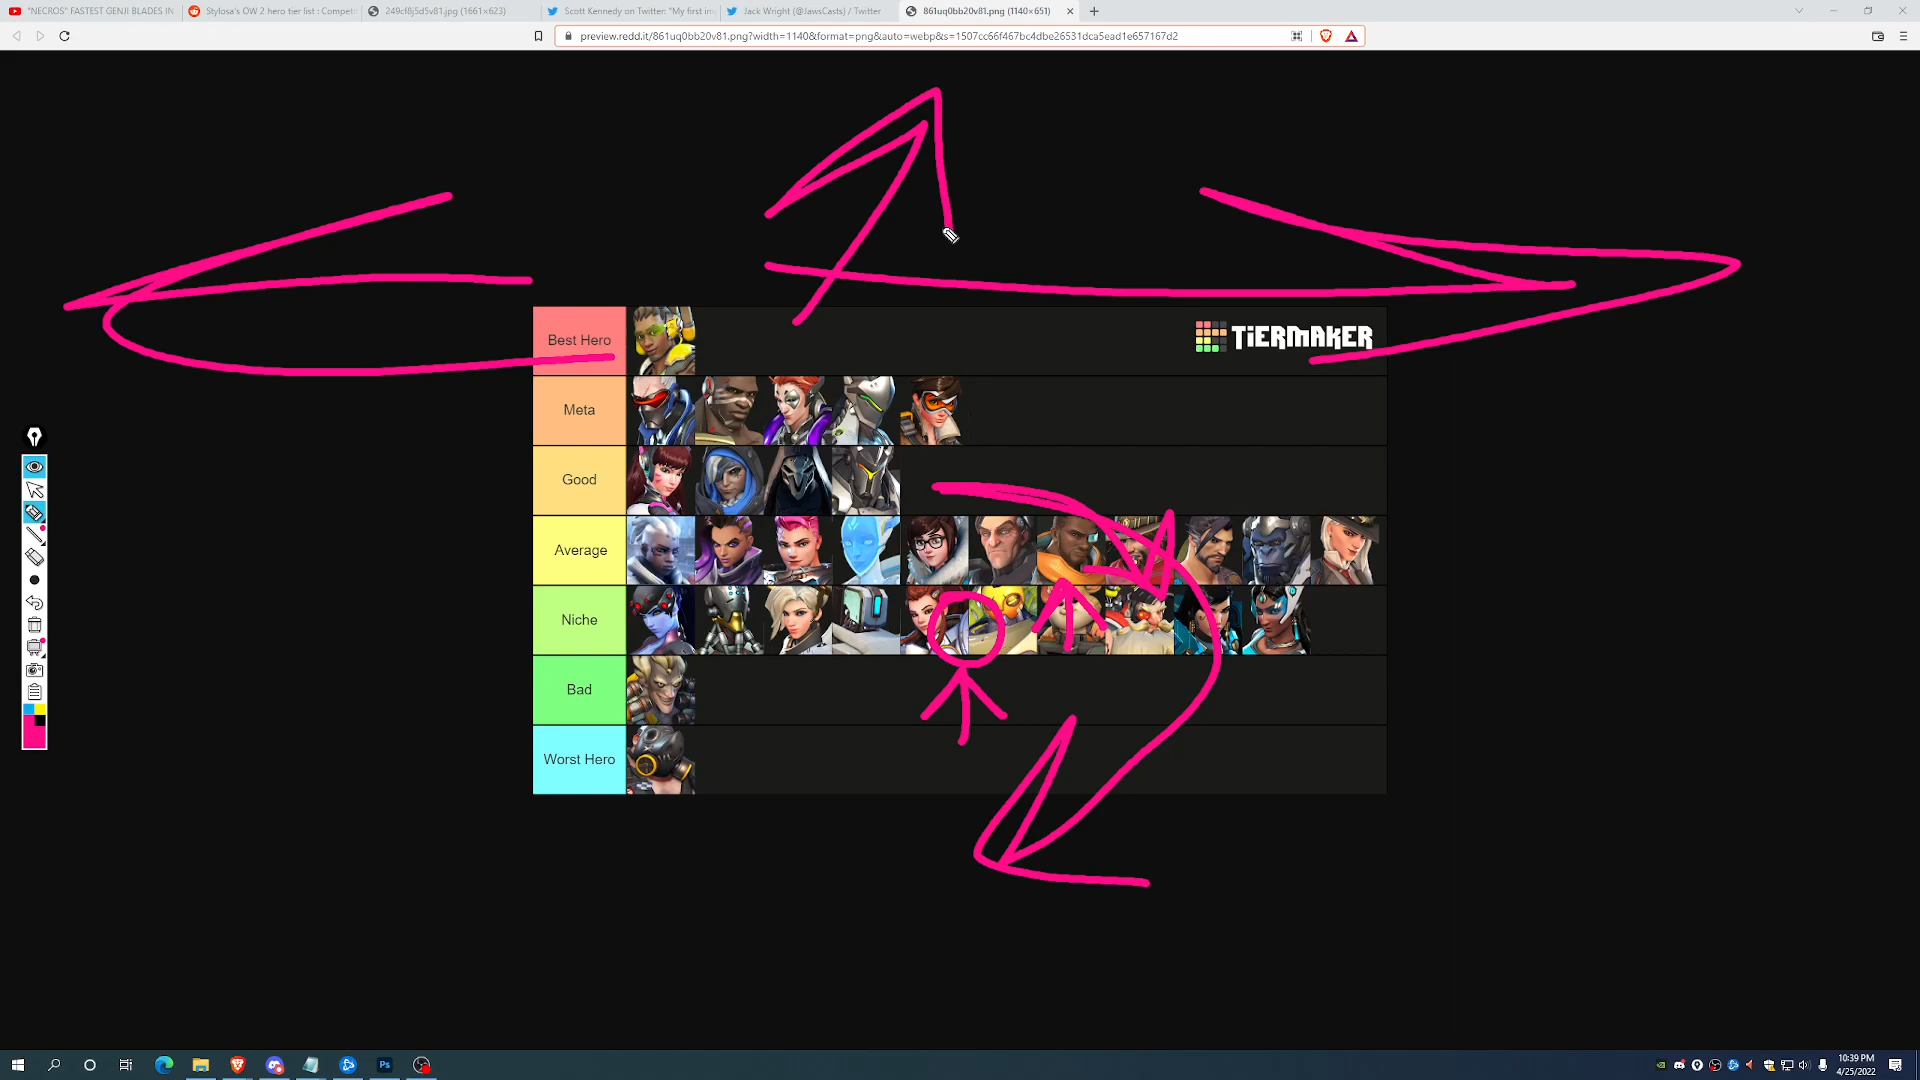 "NECROS" FASTEST GENJI BLADES IN
Stylosa's OW 2 hero tier list : Competi
249cf8j5d5v81.jpg (1661×623)
Scott Kennedy on Twitter: "My first im
Jack Wright (@JawsCasts) / Twitter
861uq0bb20v81.png (1140×651)
preview.redd.it/861uq0bb20v81.png?width=1140&format=png&auto=webp&s=1507cc66f467bc4dbe26531dca5ead1e657167d2
Best Hero
TiERMAKER
Meta
Good
Average
Niche
Bad
Worst Hero
Ps
10:39 PM
4/25/2022